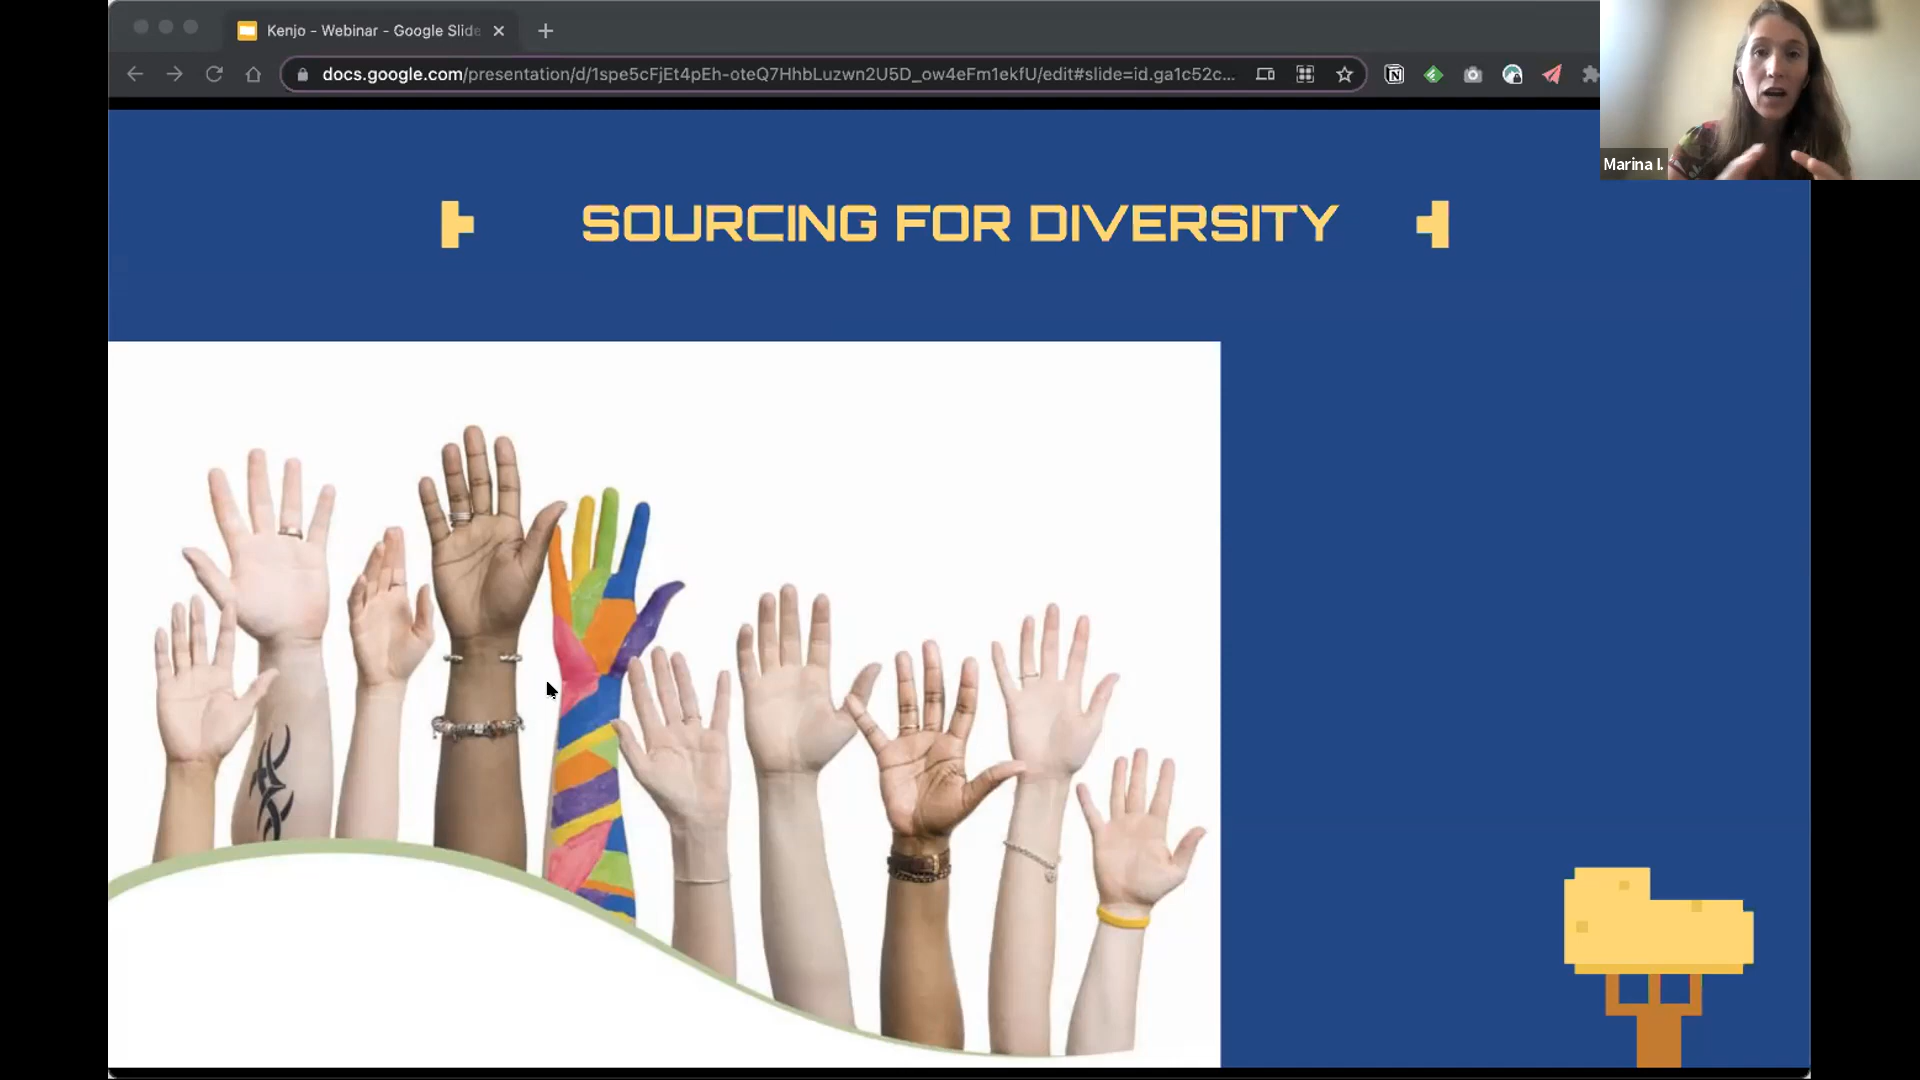 Kenjo - Webinar - Google Slide
docs.google.com/presentation/d/1spe5cFjEt4pEh-oteQ7HhbLuzwn2U5D_ow4eFm1ekfU/edit#slide=id.ga1c52c...
Marina I.
SOURCING FOR DIVERSITY